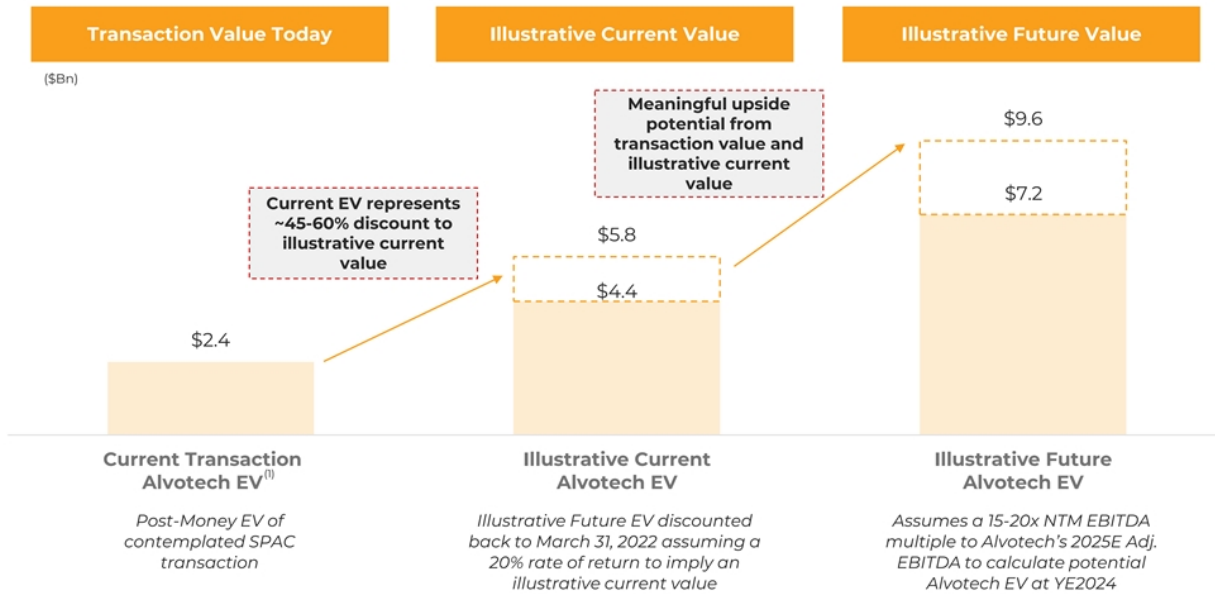 Transaction Value Today
Illustrative Current Value
Illustrative Future Value
($Bn)
Meaningful upside
potential from
transaction value and
illustrative current
value
$9.6
$7.2
Current EV represents
~45-60% discount to
illustrative current
value
$5.8
$4.4
$2.4
Current Transaction
Alvotech EV(1)
Post-Money EV of
contemplated SPAC
transaction
Illustrative Current
Alvotech EV
Illustrative Future EV discounted
back to March 31, 2022 assuming a
20% rate of return to imply an
illustrative current value
Illustrative Future
Alvotech EV
Assumes a 15-20x NTM EBITDA
multiple to Alvotech's 2025E Adj.
EBITDA to calculate potential
Alvotech EV at YE2024